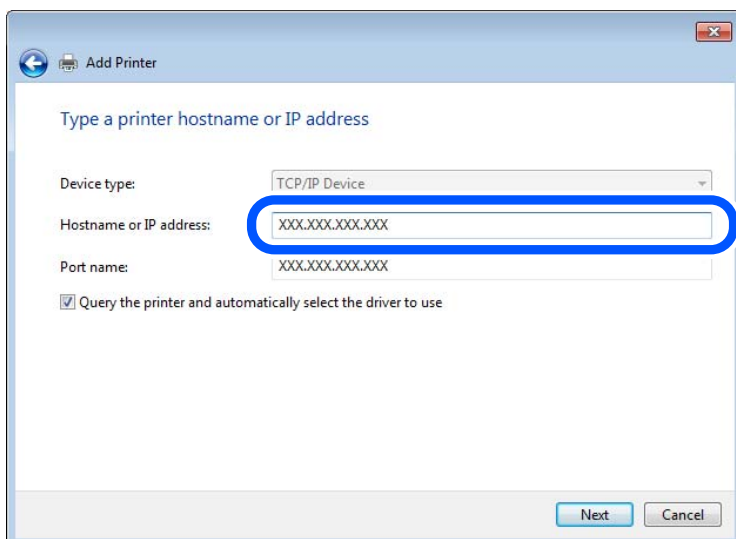 Add Printer
Type a printer hostname or IP address
Device type: TCP/IP Device
Hostname or IP address: XXX.XXX.XXX.XXX
Port name: XXX.XXX.XXX.XXX
Query the printer and automatically select the driver to use
Next Cancel